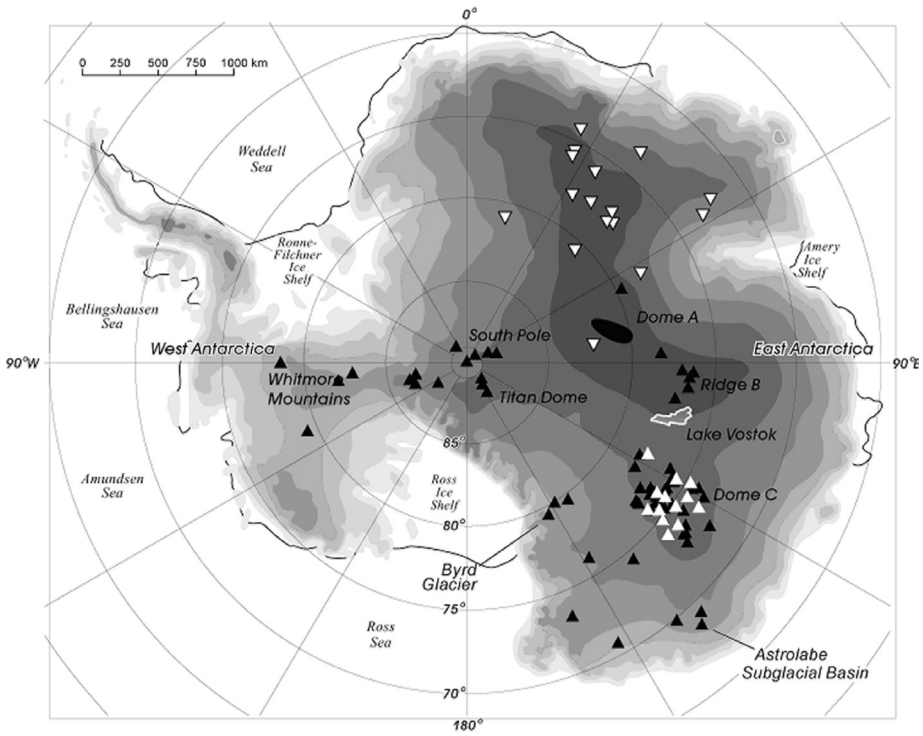 0°
0 250 500 750 1000 km
Weddell
Sea
Ronne-
Filchner
Ice
Shelf
Amery
Ice
Shelf
Bellingshausen
Sea
Dome A
South Pole
West Antarctica
East Antarctica
90°W
90°E
Whitmore
Mountains
Ridge B
Titan Dome
Lake Vostok
85°
Amundsen
Sea
Ross
Ice
Shelf
Dome C
80°
Byrd
Glacier
75°
Ross
Sea
Astrolabe
Subglacial Basin
70°
180°